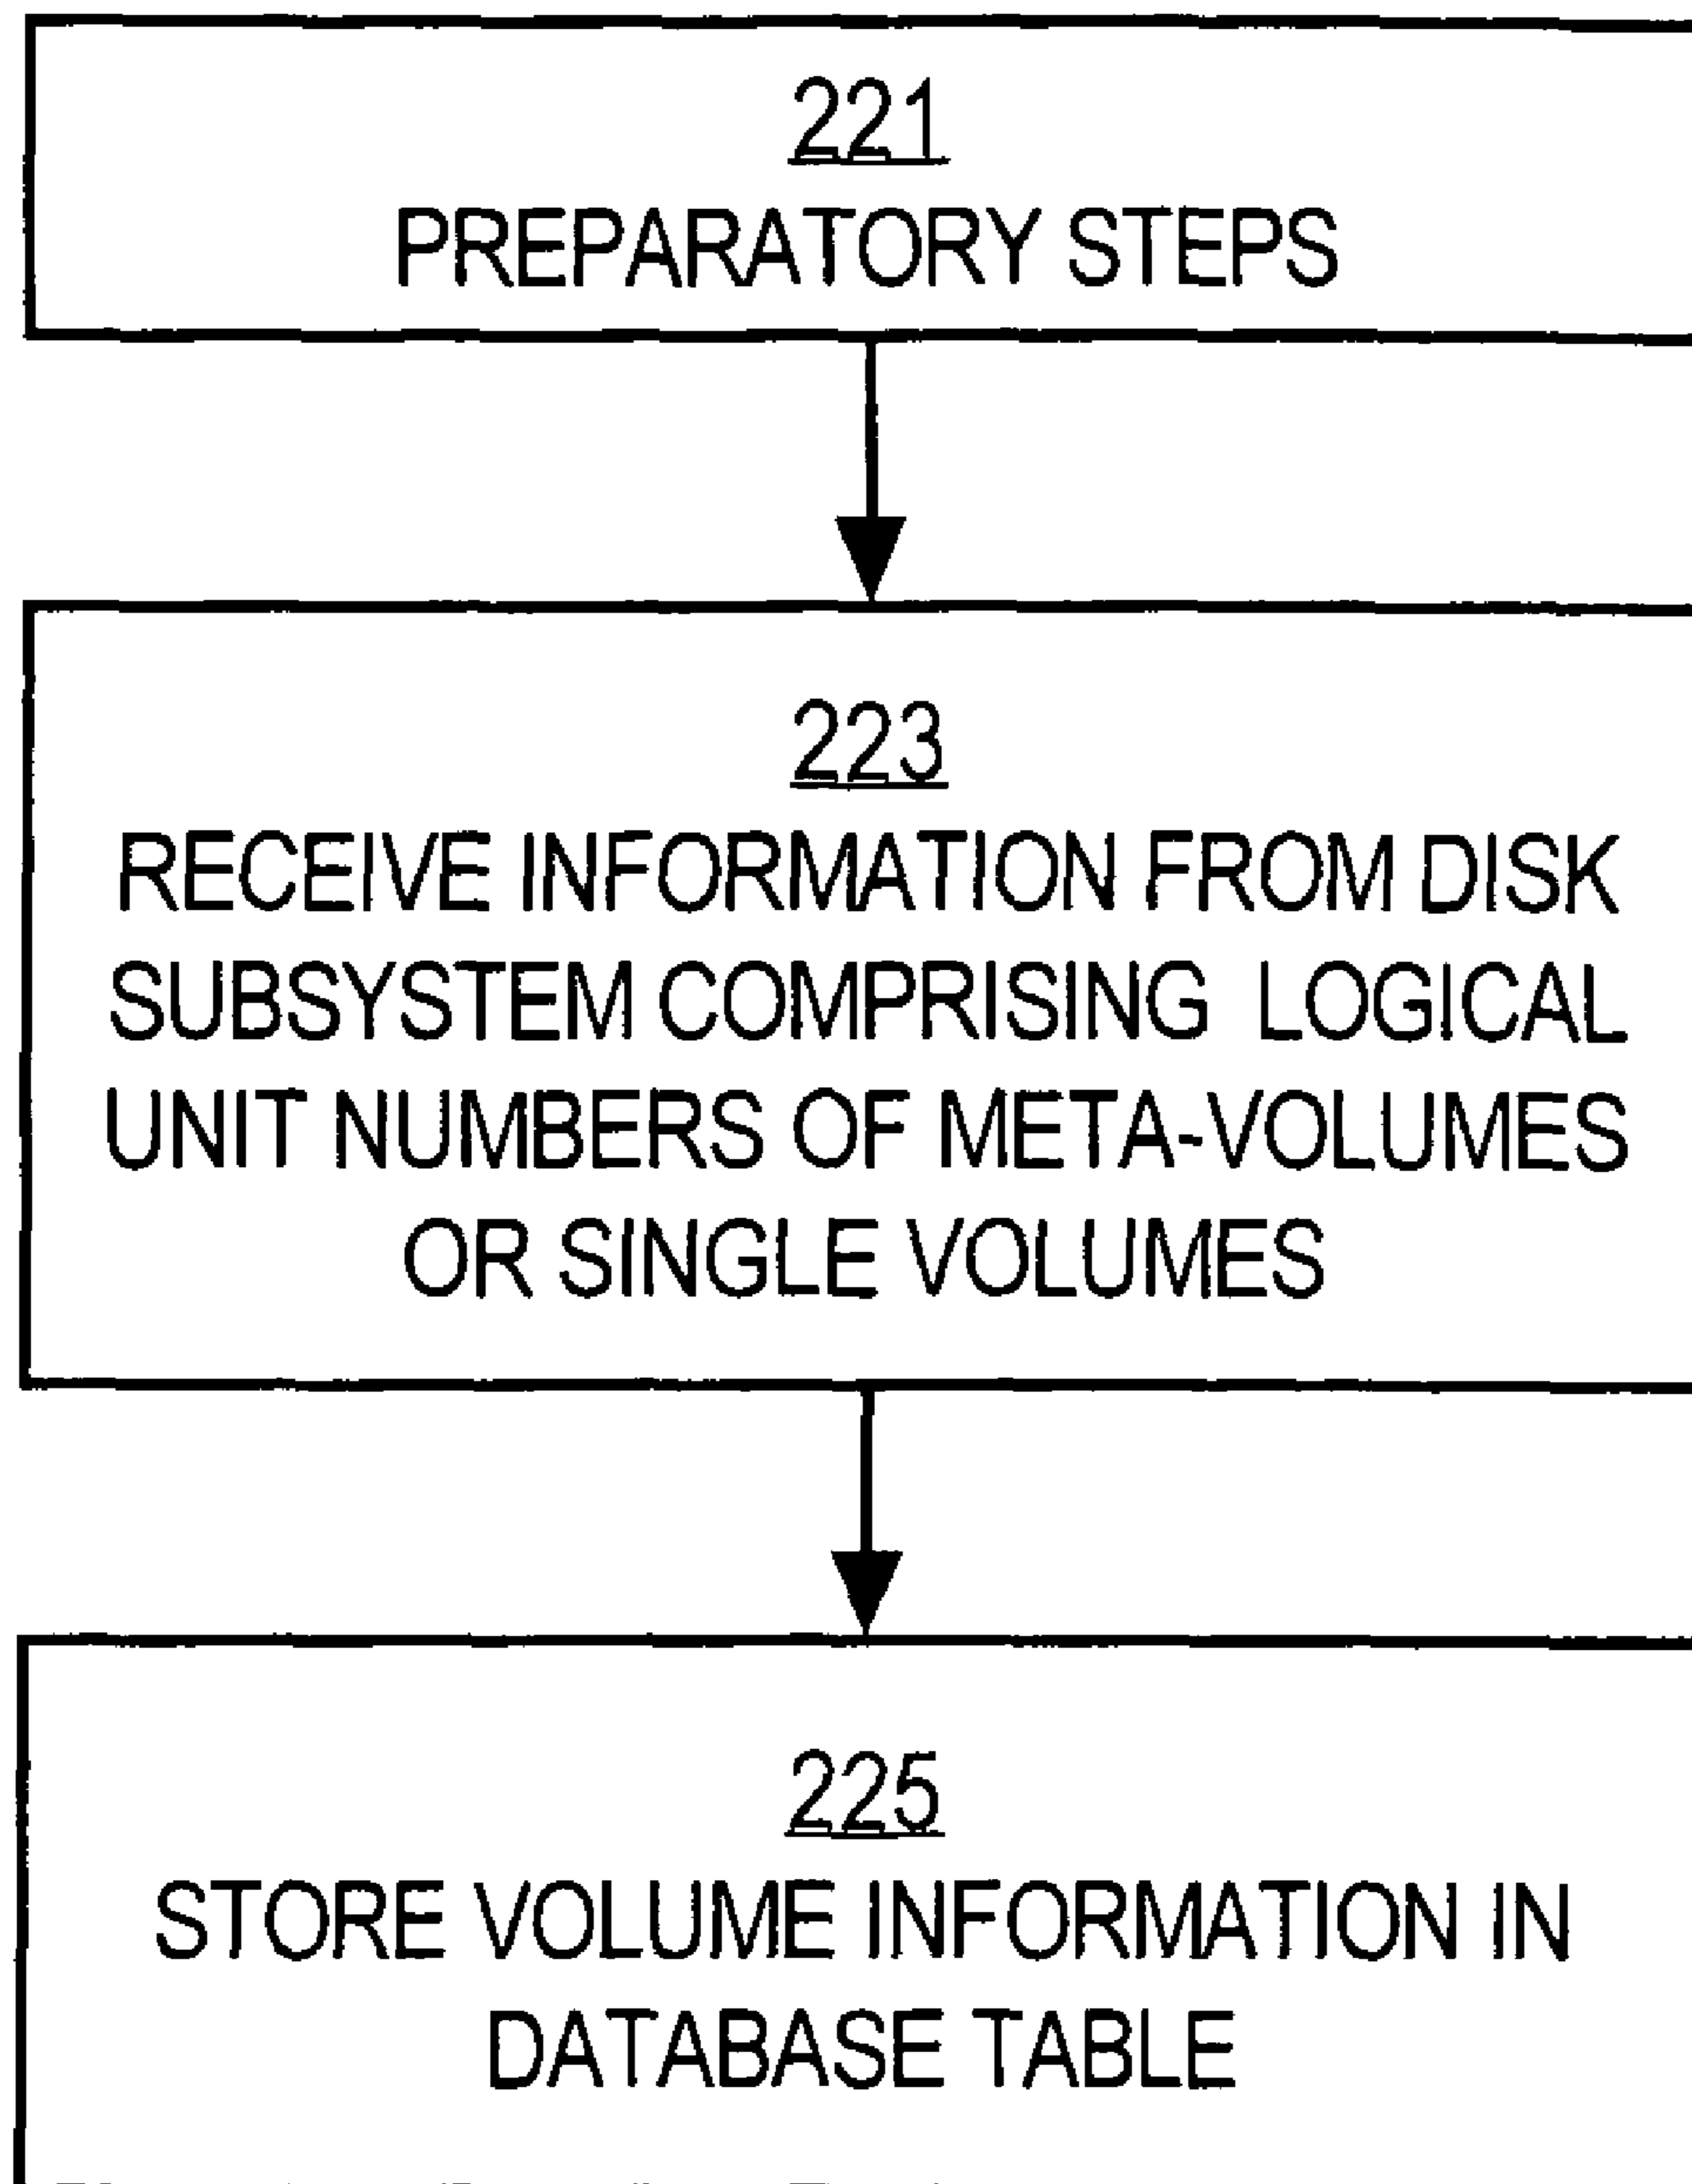 221
PREPARATORY STEPS
223
RECEIVE INFORMATION FROM DISK
SUBSYSTEM COMPRISING LOGICAL
UNIT NUMBERS OF META-VOLUMES
OR SINGLE VOLUMES
225
STORE VOLUME INFORMATION IN
DATABASE TABLE